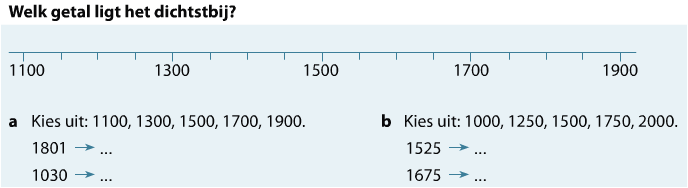 Welk getal ligt het dichtstbij?
1100 1300 1500 1700 1900
a Kies uit: 1100, 1300, 1500, 1700, 1900.
1801 → ...
1030 → ...
b Kies uit: 1000, 1250, 1500, 1750, 2000.
1525 → ...
1675 → ...